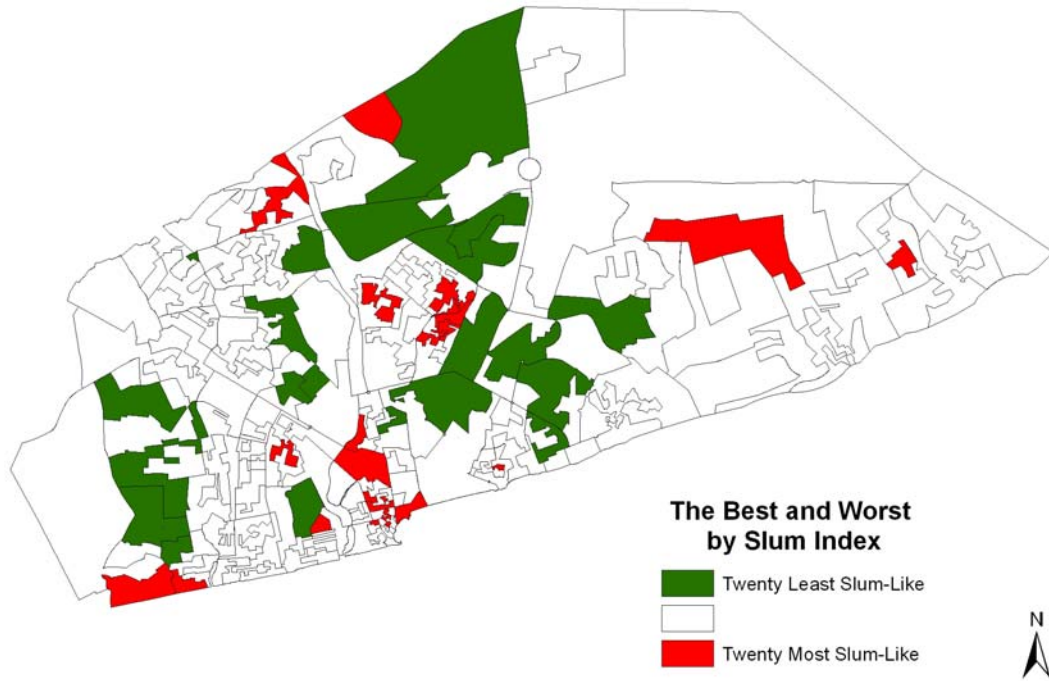 The Best and Worst
by Slum Index
Twenty Least Slum-Like
Twenty Most Slum-Like
N